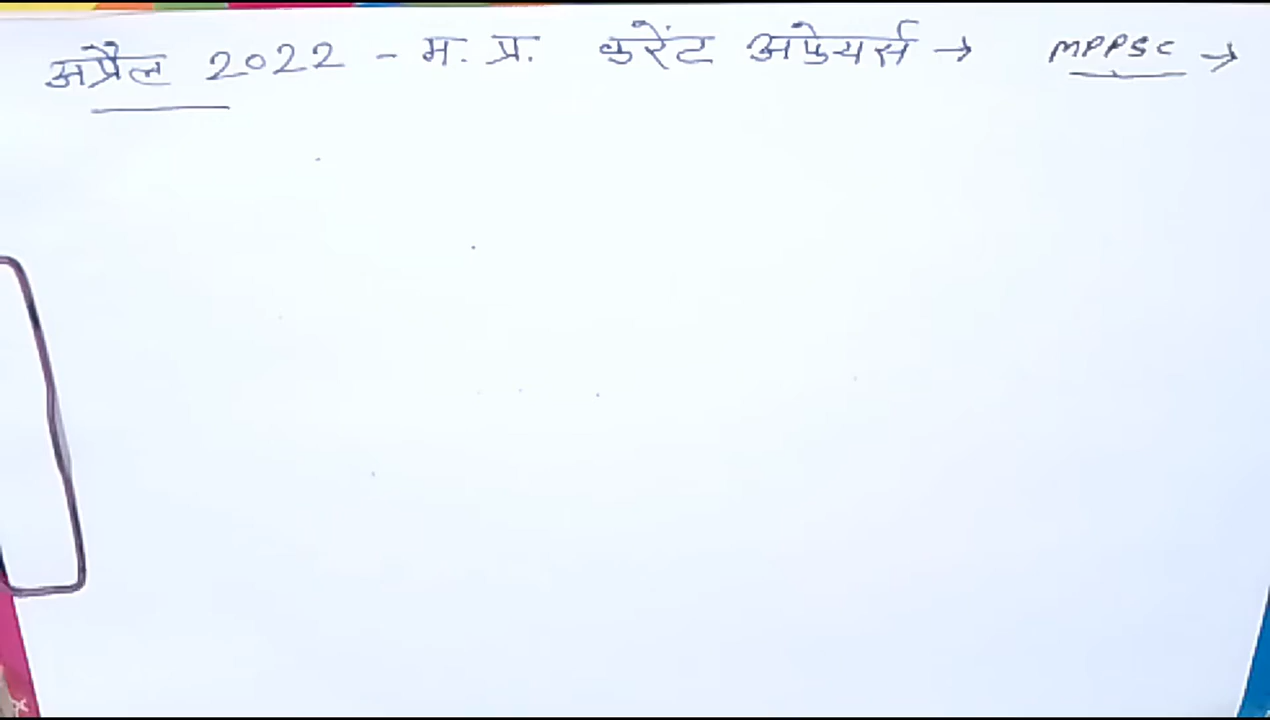 अप्रैल 2022 - म. प्र. करेंट अफेयर्स → MPPSC →